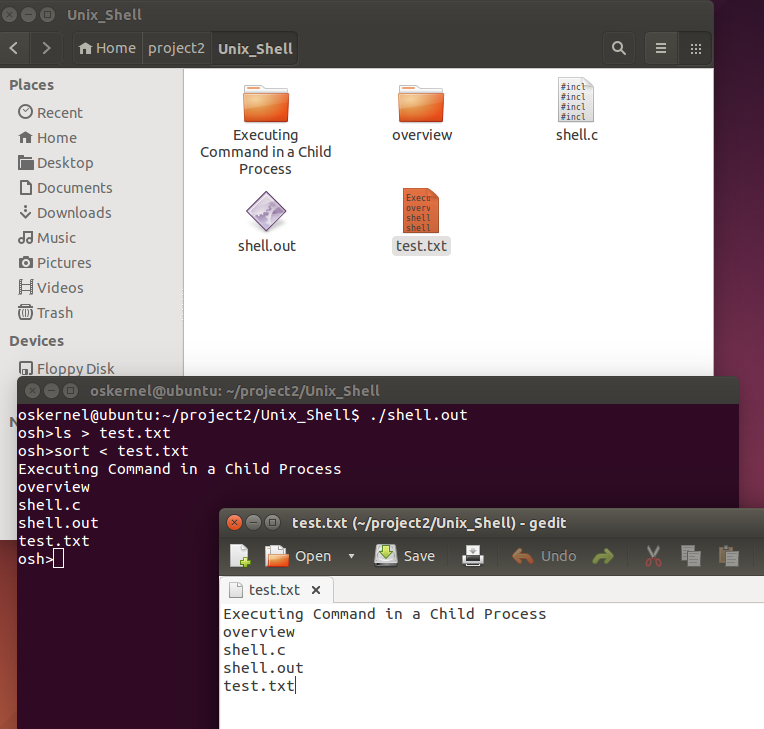 Unix_Shell
Home project2 Unix_Shell
Places
Recent
Home
Desktop
Documents
Downloads
Music
Pictures
Videos
Trash
Devices
Floppy Disk
N
Executing
Command in a Child
Process
overview
#incl
#incl
#incl
#incl
shell.c
shell.out
Execu
overv
shell
shell
test.txt
oskernel@ubuntu: ~/project2/Unix_Shell
oskernel@ubuntu:~/project2/Unix_Shell$ ./shell.out
osh>ls > test.txt
osh>sort < test.txt
Executing Command in a Child Process
overview
shell.c
shell.out
test.txt
osh>
test.txt (~/project2/Unix_Shell) - gedit
Open Save Undo
test.txt
Executing Command in a Child Process
overview
shell.c
shell.out
test.txt